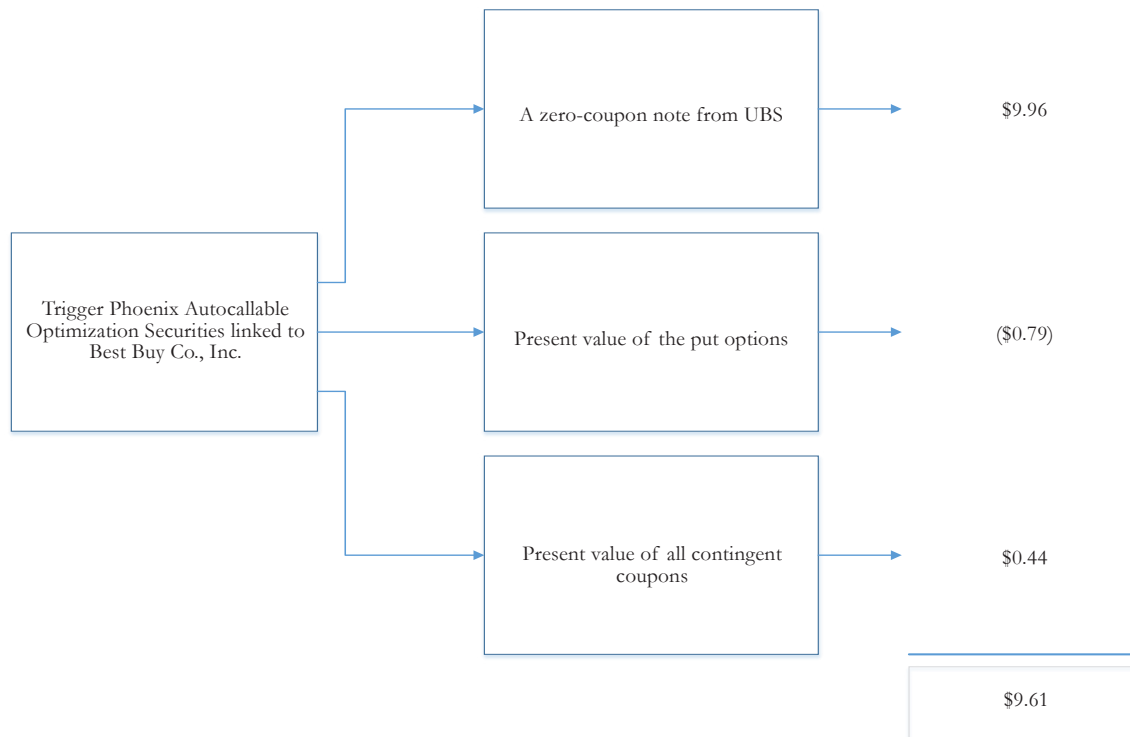 A zero-coupon note from UBS
$9.96
Trigger Phoenix Autocallable
Optimization Securities linked to
Best Buy Co., Inc.
Present value of the put options
($0.79)
Present value of all contingent
coupons
$0.44
$9.61